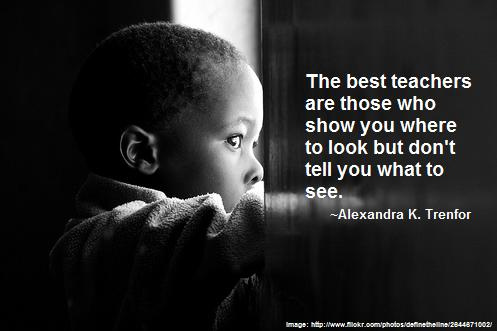 The best teachers
are those who
show you where
to look but don't
tell you what to
see.
~Alexandra K. Trenfor
Image: http://www.flickr.com/photos/definetheline/2844671002/